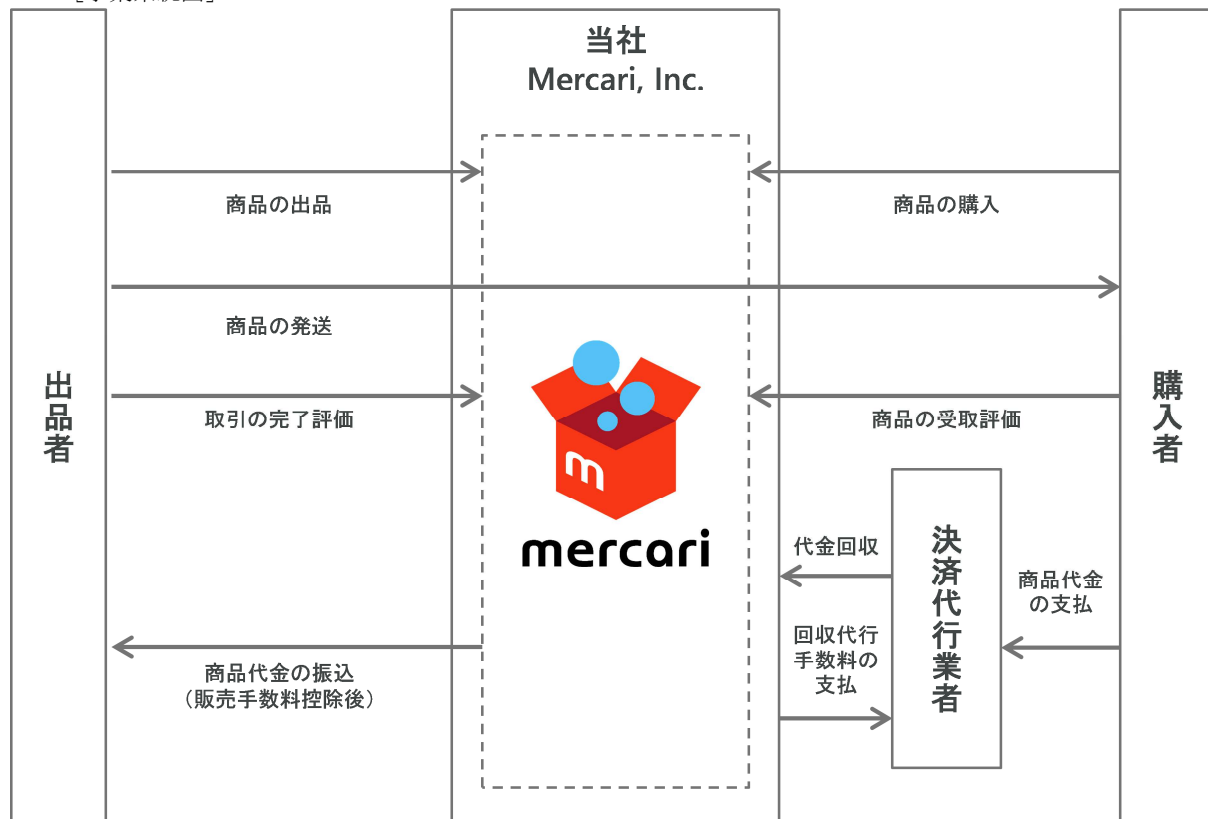 当社
Mercari, Inc.
商品の出品
商品の購入
商品の発送
出品者
購入者
取引の完了評価
商品の受取評価
m
mercari
決済代行業者
代金回収
商品代金
の支払
回収代行
手数料の
支払
商品代金の振込
（販売手数料控除後）